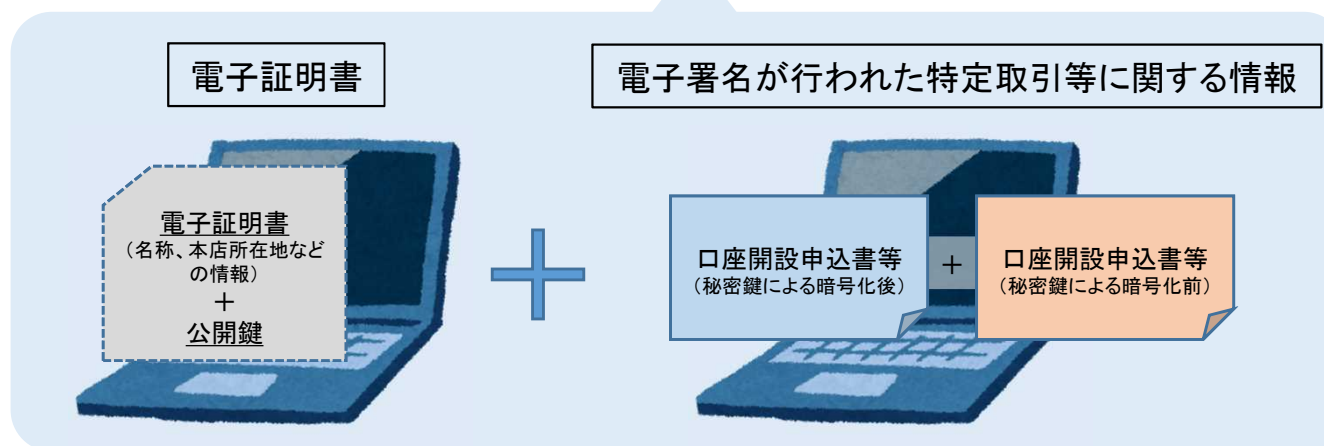 電子証明書
電子署名が行われた特定取引等に関する情報
電子証明書
（名称、本店所在地など
の情報）
＋
公開鍵
口座開設申込書等
（秘密鍵による暗号化後）
＋
口座開設申込書等
（秘密鍵による暗号化前）